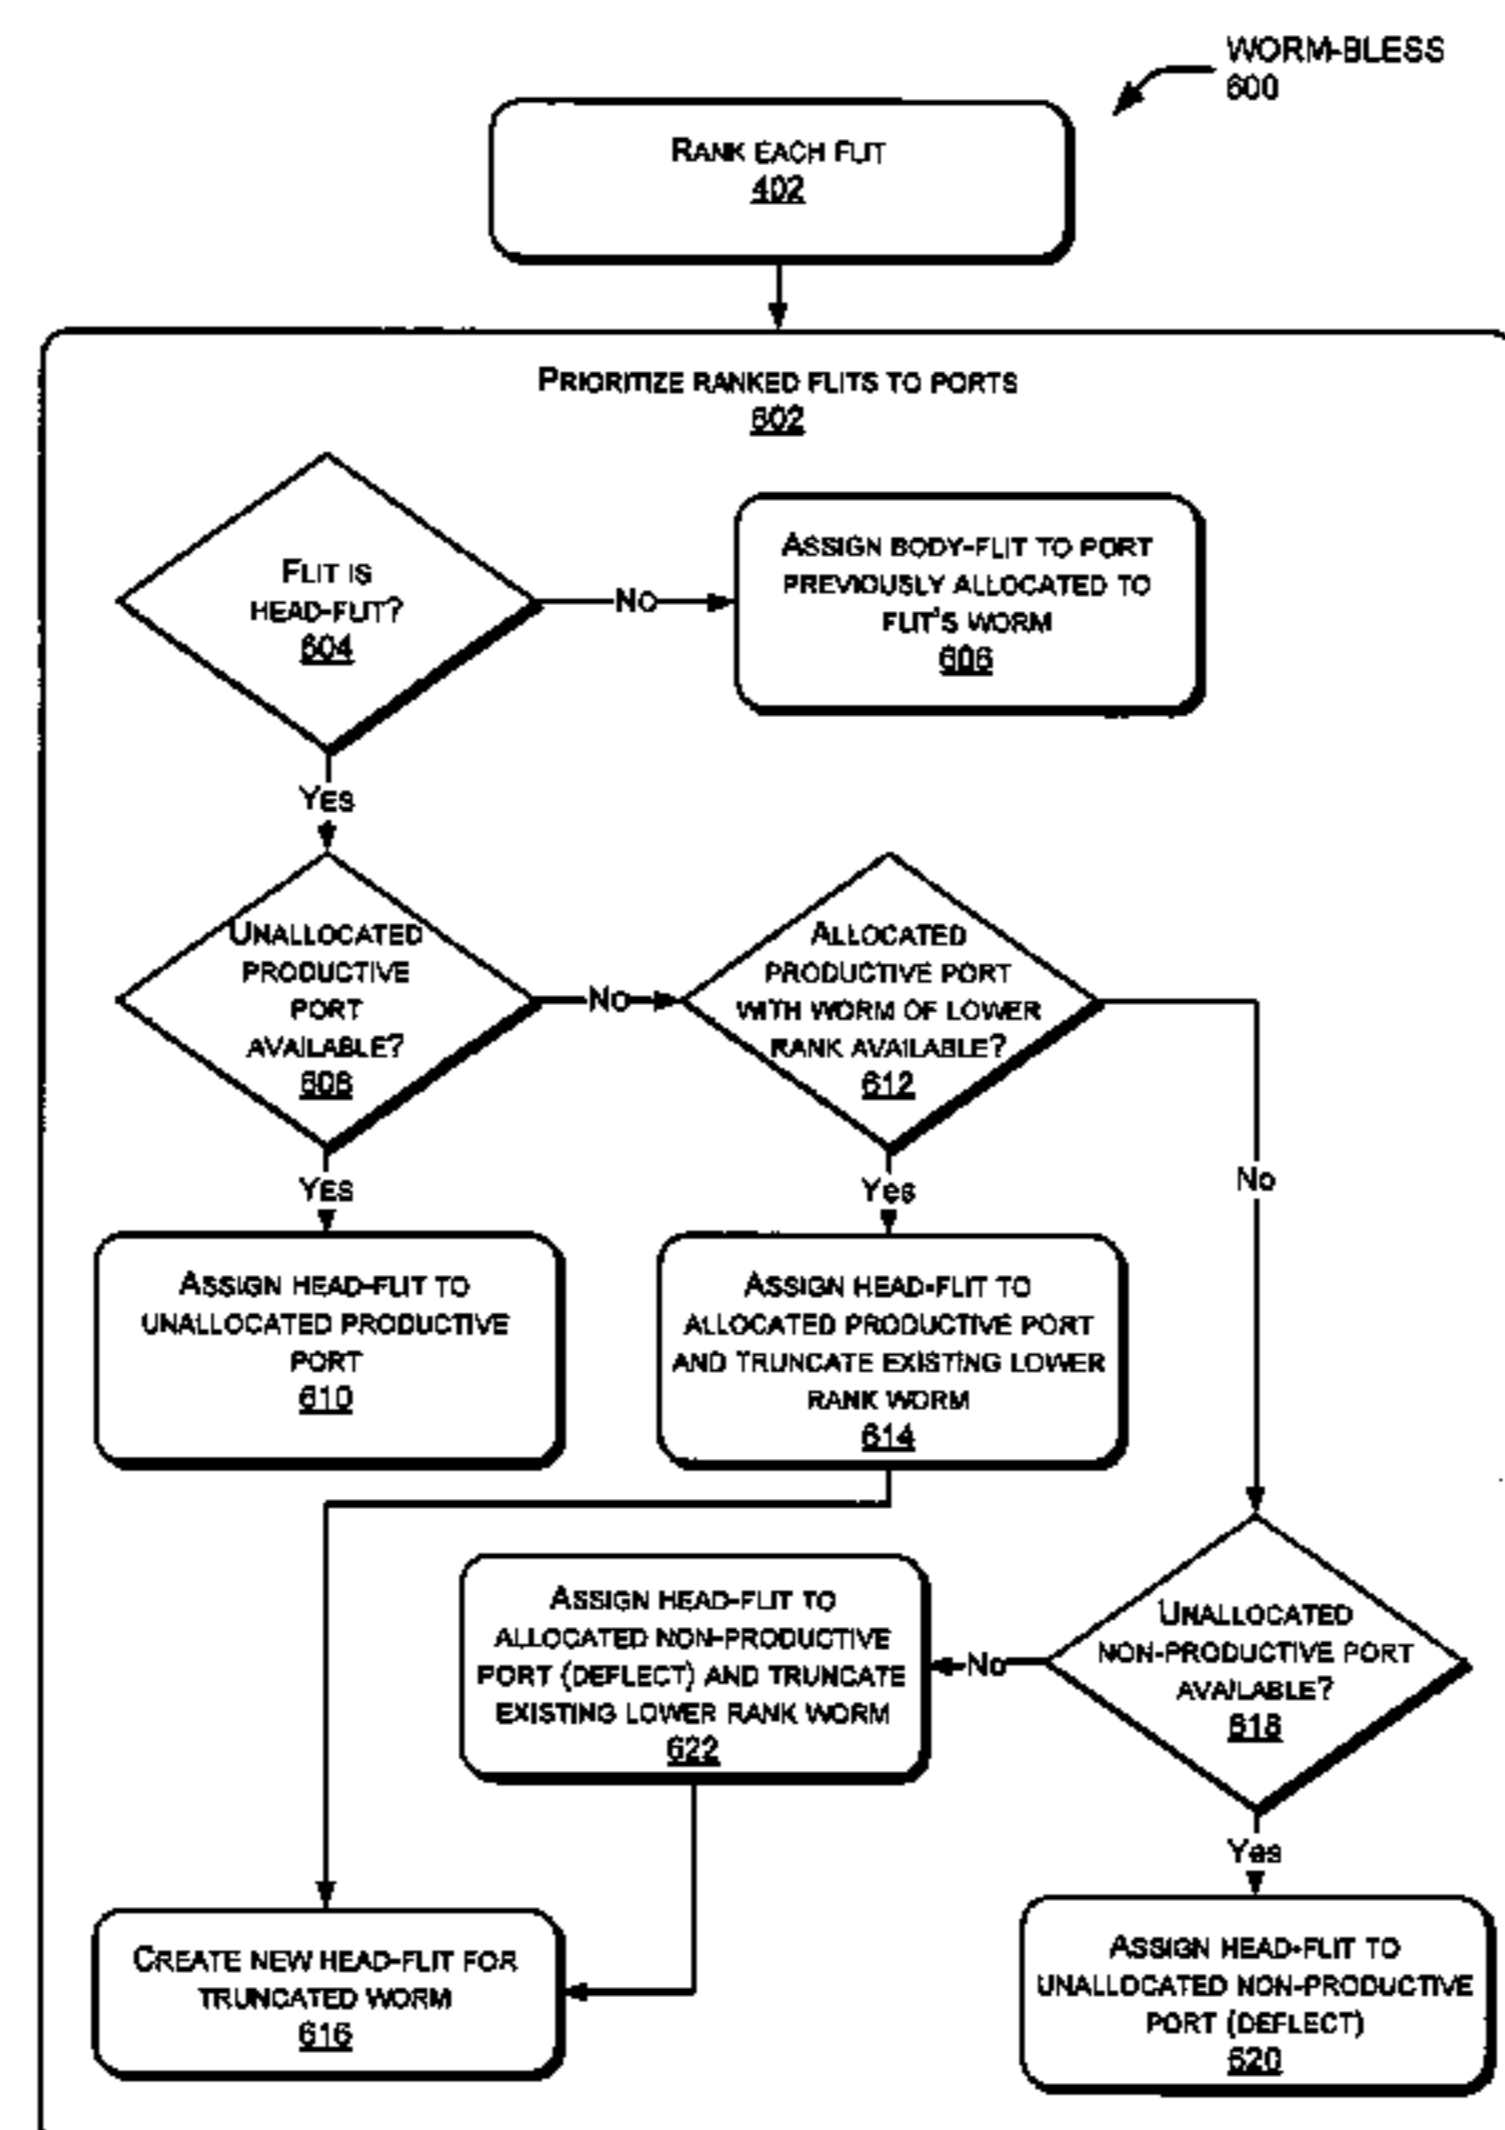 WORM-BLESS
600
RANK EACH FLIT
402
PRIORITIZE RANKED FLITS TO PORTS
602
FLIT IS
HEAD-FLIT?
604
No
ASSIGN BODY-FLIT TO PORT
PREVIOUSLY ALLOCATED TO
FLIT'S WORM
606
YES
UNALLOCATED
PRODUCTIVE
PORT
AVAILABLE?
608
No
ALLOCATED
PRODUCTIVE PORT
WITH WORM OF LOWER
RANK AVAILABLE?
612
YES
Yes
No
ASSIGN HEAD-FLIT TO
UNALLOCATED PRODUCTIVE
PORT
610
ASSIGN HEAD-FLIT TO
ALLOCATED PRODUCTIVE PORT
AND TRUNCATE EXISTING LOWER
RANK WORM
614
ASSIGN HEAD-FLIT TO
ALLOCATED NON-PRODUCTIVE
PORT (DEFLECT) AND TRUNCATE
EXISTING LOWER RANK WORM
622
No
UNALLOCATED
NON-PRODUCTIVE PORT
AVAILABLE?
618
Yes
CREATE NEW HEAD-FLIT FOR
TRUNCATED WORM
616
ASSIGN HEAD-FLIT TO
UNALLOCATED NON-PRODUCTIVE
PORT (DEFLECT)
620